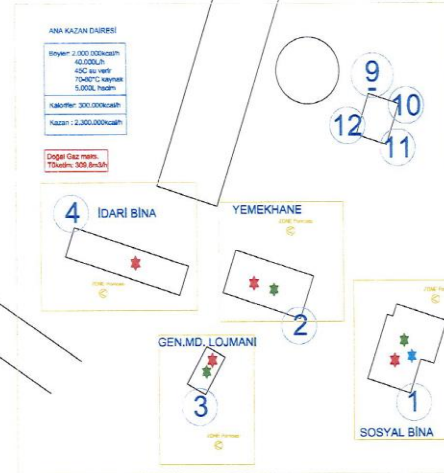 ANA KAZAN DAİRESİ
Boyler: 2.000.000kcal/h
40.000L/h
45C su verir
70-80°C kaynak
5.000L hacim
Kalorifer: 300.000kcal/h
Kazan : 2.300.000kcal/h
Doğal Gaz maks.
Tüketim: 309,8m3/h
9
10
12
11
4 İDARİ BİNA
YEMEKHANE
2
GEN.MD. LOJMANI
3
1
SOSYAL BİNA